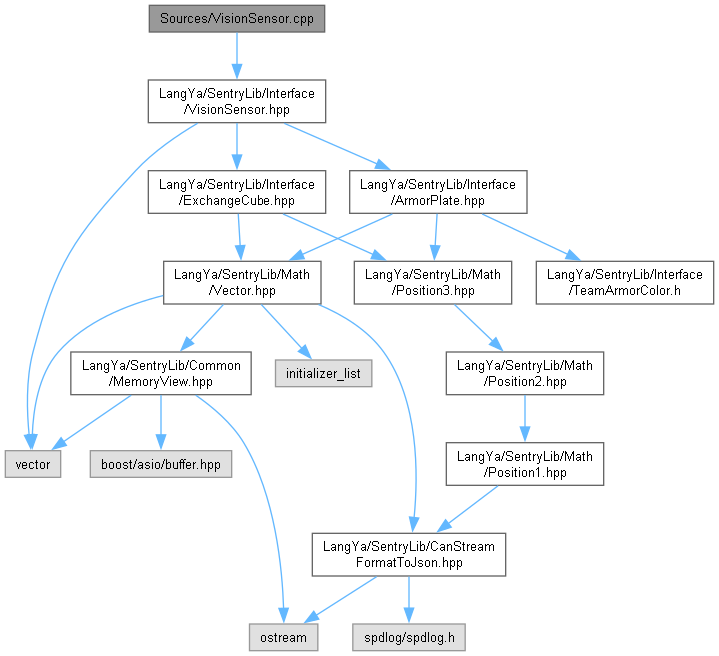 Sources/VisionSensor.cpp
LangYa/SentryLib/Interface
/VisionSensor.hpp
LangYa/SentryLib/Interface
/ExchangeCube.hpp
LangYa/SentryLib/Interface
/ArmorPlate.hpp
LangYa/SentryLib/Math
/Vector.hpp
LangYa/SentryLib/Math
/Position3.hpp
LangYa/SentryLib/Interface
/TeamArmorColor.h
LangYa/SentryLib/Common
/MemoryView.hpp
initializer_list
LangYa/SentryLib/Math
/Position2.hpp
vector
boost/asio/buffer.hpp
LangYa/SentryLib/Math
/Position1.hpp
LangYa/SentryLib/CanStream
FormatToJson.hpp
ostream
spdlog/spdlog.h